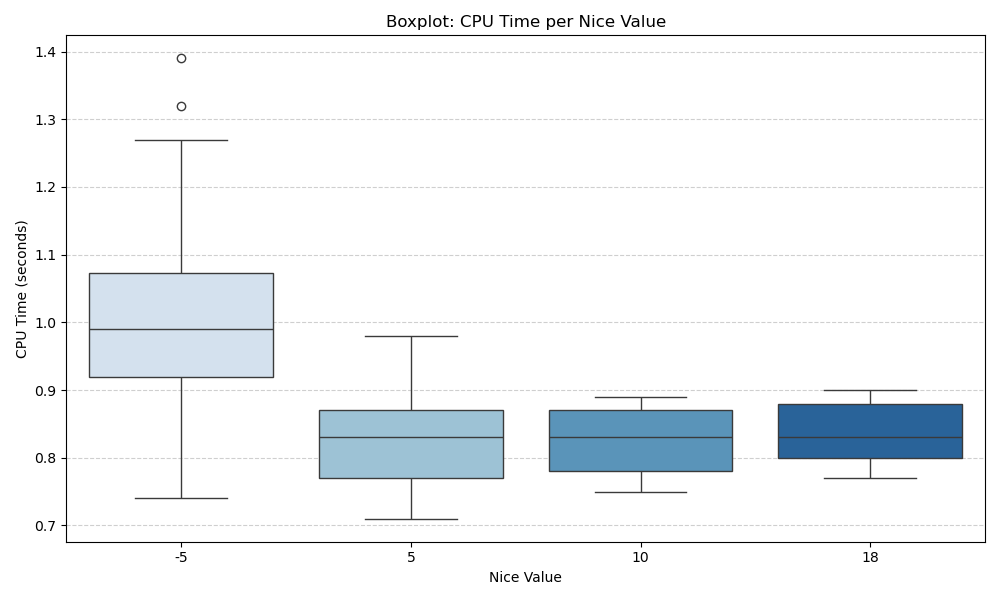 Boxplot: CPU Time per Nice Value
CPU Time (seconds)
1.4
1.3
1.2
1.1
1.0
0.9
0.8
0.7
-5 5 10 18
Nice Value